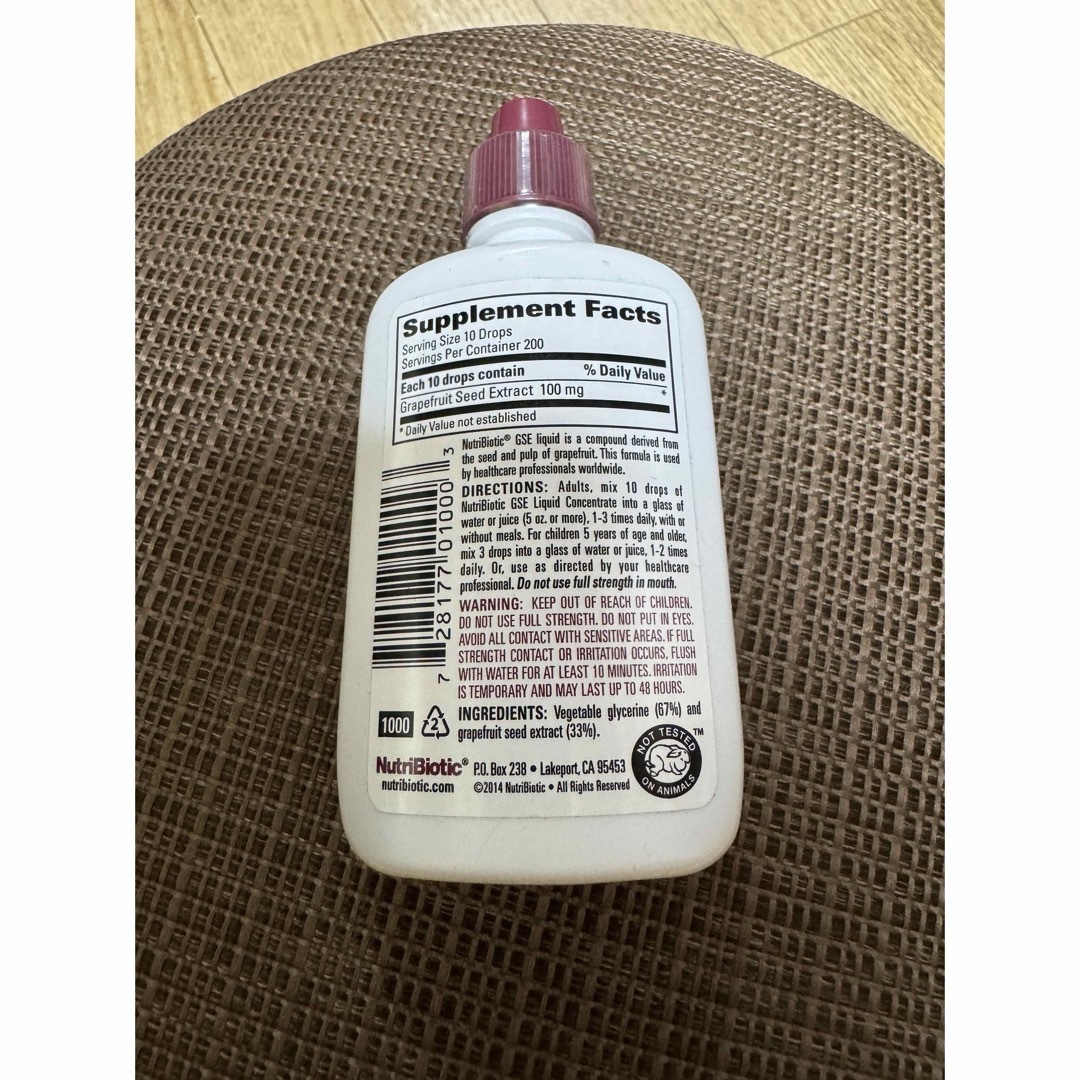 Supplement Facts
Serving Size 10 Drops
Servings Per Container 200
Each 10 drops contain % Daily Value
Grapefruit Seed Extract 100 mg *
*Daily Value not established
NutriBiotic® GSE liquid is a compound derived from
the seed and pulp of grapefruit. This formula is used
by healthcare professionals worldwide.
DIRECTIONS: Adults, mix 10 drops of
NutriBiotic GSE Liquid Concentrate into a glass of
water or juice (5 oz. or more), 1-3 times daily, with or
without meals. For children 5 years of age and older,
mix 3 drops into a glass of water or juice, 1-2 times
daily. Or, use as directed by your healthcare
professional. Do not use full strength in mouth.
WARNING: KEEP OUT OF REACH OF CHILDREN.
DO NOT USE FULL STRENGTH. DO NOT PUT IN EYES.
AVOID ALL CONTACT WITH SENSITIVE AREAS. IF FULL
STRENGTH CONTACT OR IRRITATION OCCURS, FLUSH
WITH WATER FOR AT LEAST 10 MINUTES. IRRITATION
IS TEMPORARY AND MAY LAST UP TO 48 HOURS.
INGREDIENTS: Vegetable glycerine (67%) and
grapefruit seed extract (33%).
7 28177 01000 3
1000
2
NutriBiotic® P.O. Box 238 • Lakeport, CA 95453
nutribiotic.com ©2014 NutriBiotic • All Rights Reserved
NOT TESTED
ON ANIMALS
™